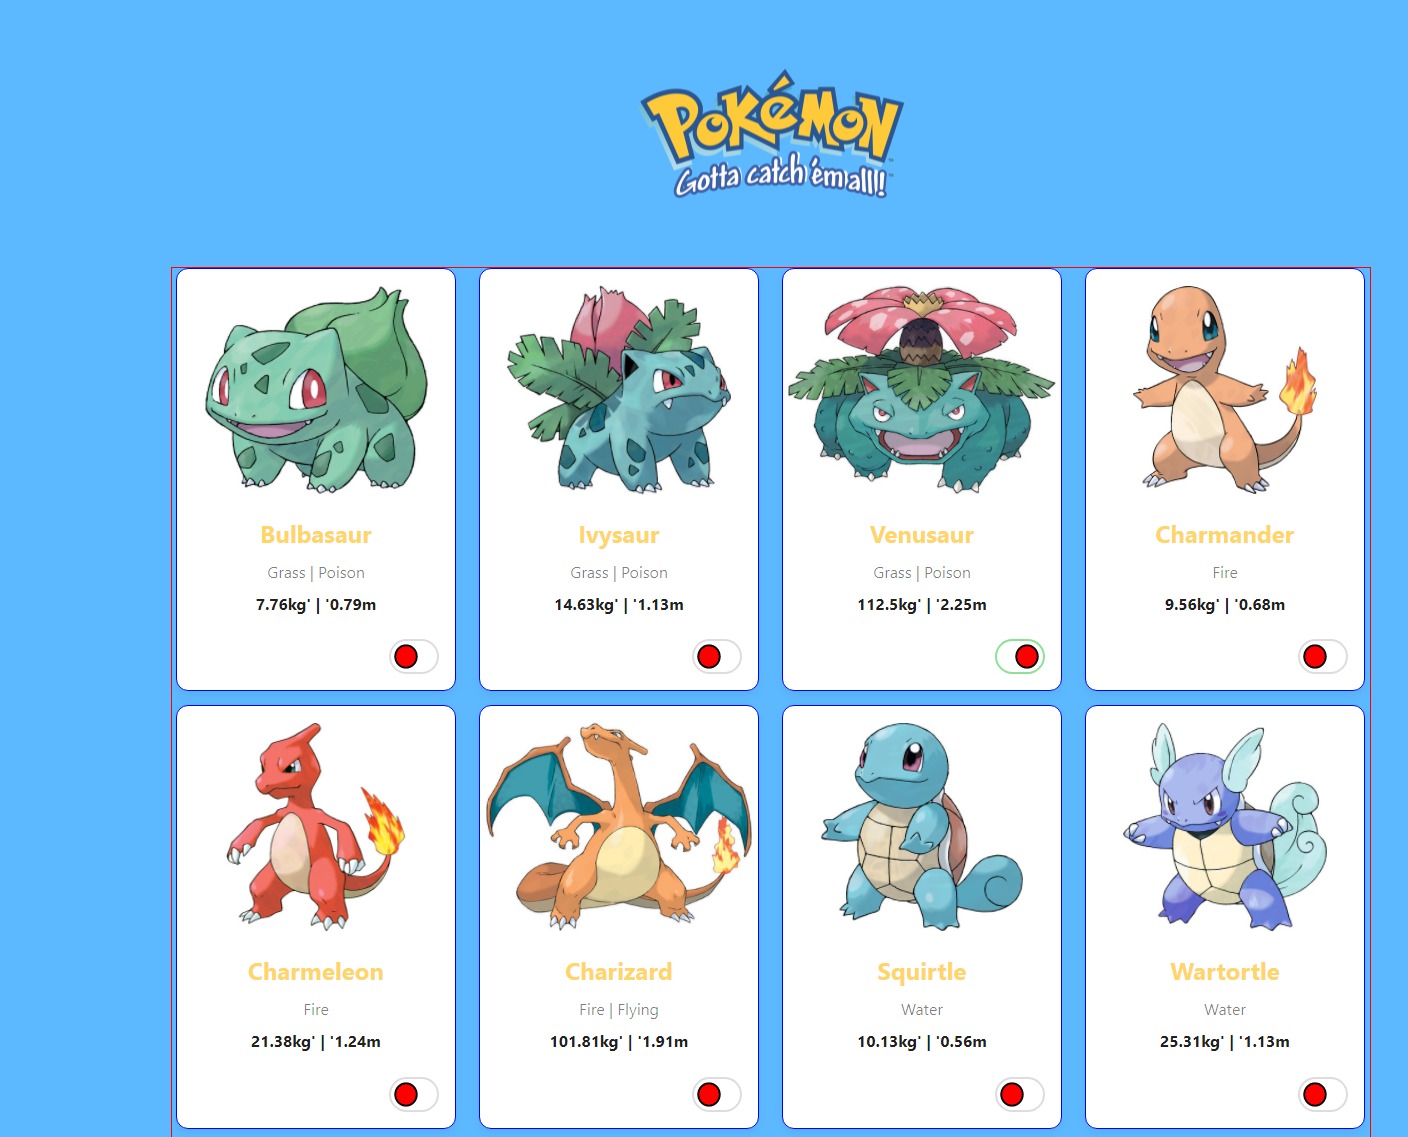 POKéMON
Gotta catch 'em all!
Bulbasaur
Grass | Poison
7.76kg' | '0.79m
Ivysaur
Grass | Poison
14.63kg' | '1.13m
Venusaur
Grass | Poison
112.5kg' | '2.25m
Charmander
Fire
9.56kg' | '0.68m
Charmeleon
Fire
21.38kg' | '1.24m
Charizard
Fire | Flying
101.81kg' | '1.91m
Squirtle
Water
10.13kg' | '0.56m
Wartortle
Water
25.31kg' | '1.13m